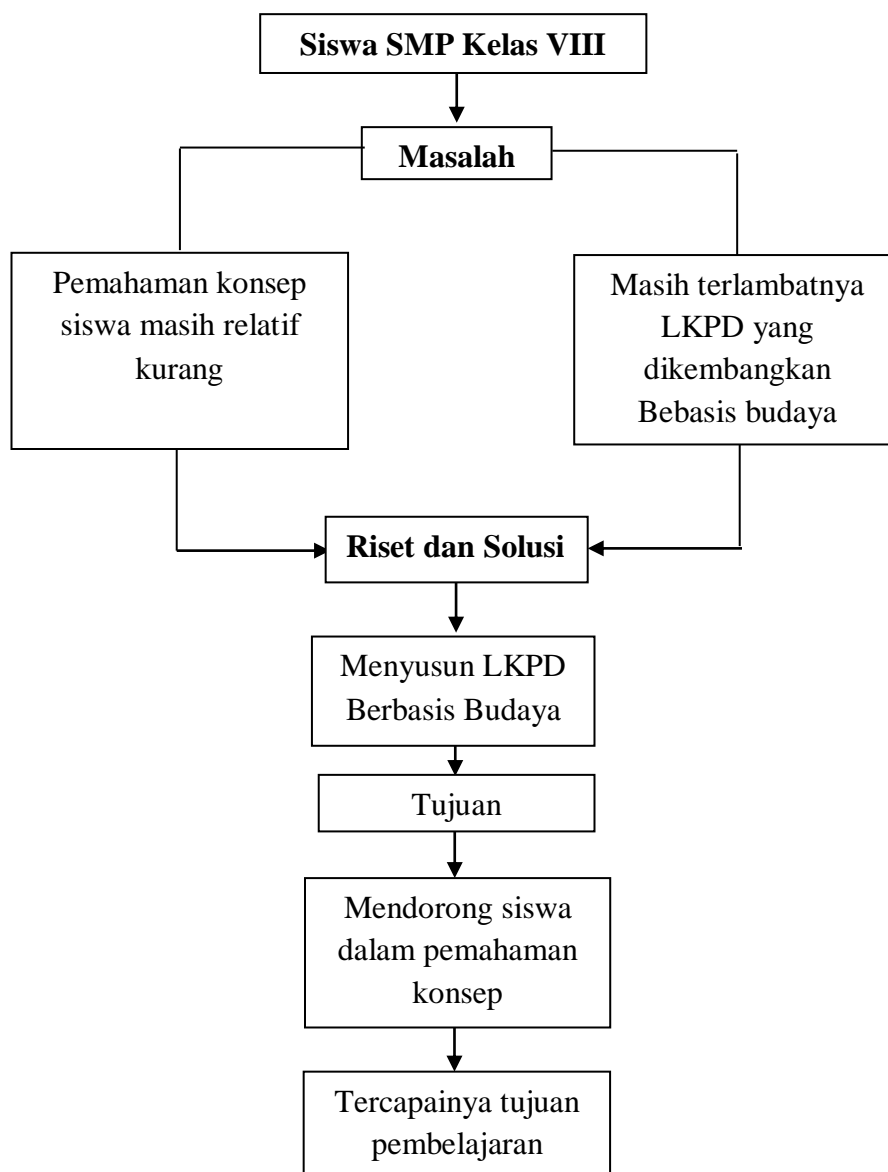 Siswa SMP Kelas VIII
Masalah
Pemahaman konsep
siswa masih relatif
kurang
Masih terlambatnya
LKPD yang
dikembangkan
Bebasis budaya
Riset dan Solusi
Menyusun LKPD
Berbasis Budaya
Tujuan
Mendorong siswa
dalam pemahaman
konsep
Tercapainya tujuan
pembelajaran